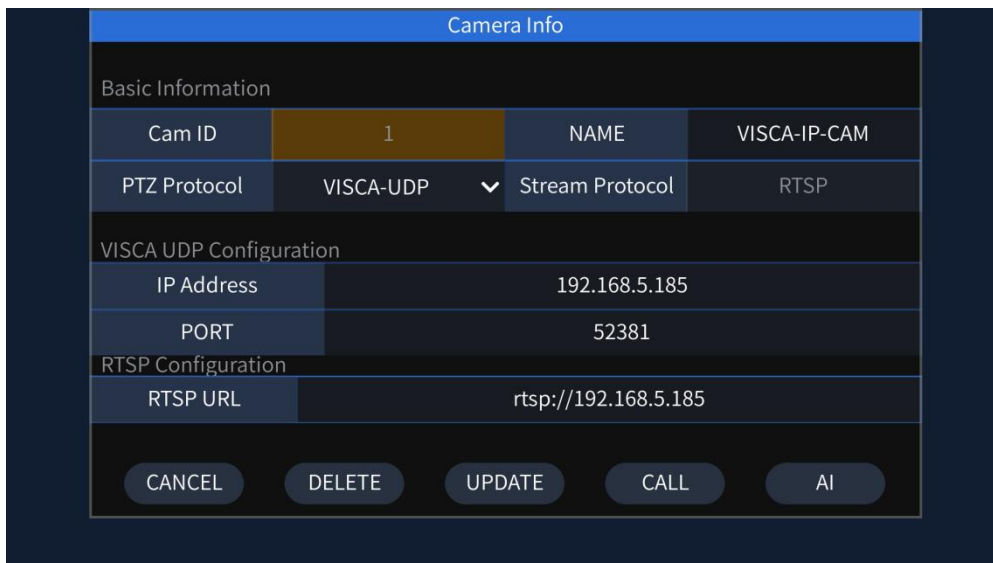 Camera Info
Basic Information
Cam ID 1 NAME VISCA-IP-CAM
PTZ Protocol VISCA-UDP Stream Protocol RTSP
VISCA UDP Configuration
IP Address 192.168.5.185
PORT 52381
RTSP Configuration
RTSP URL rtsp://192.168.5.185
CANCEL DELETE UPDATE CALL AI